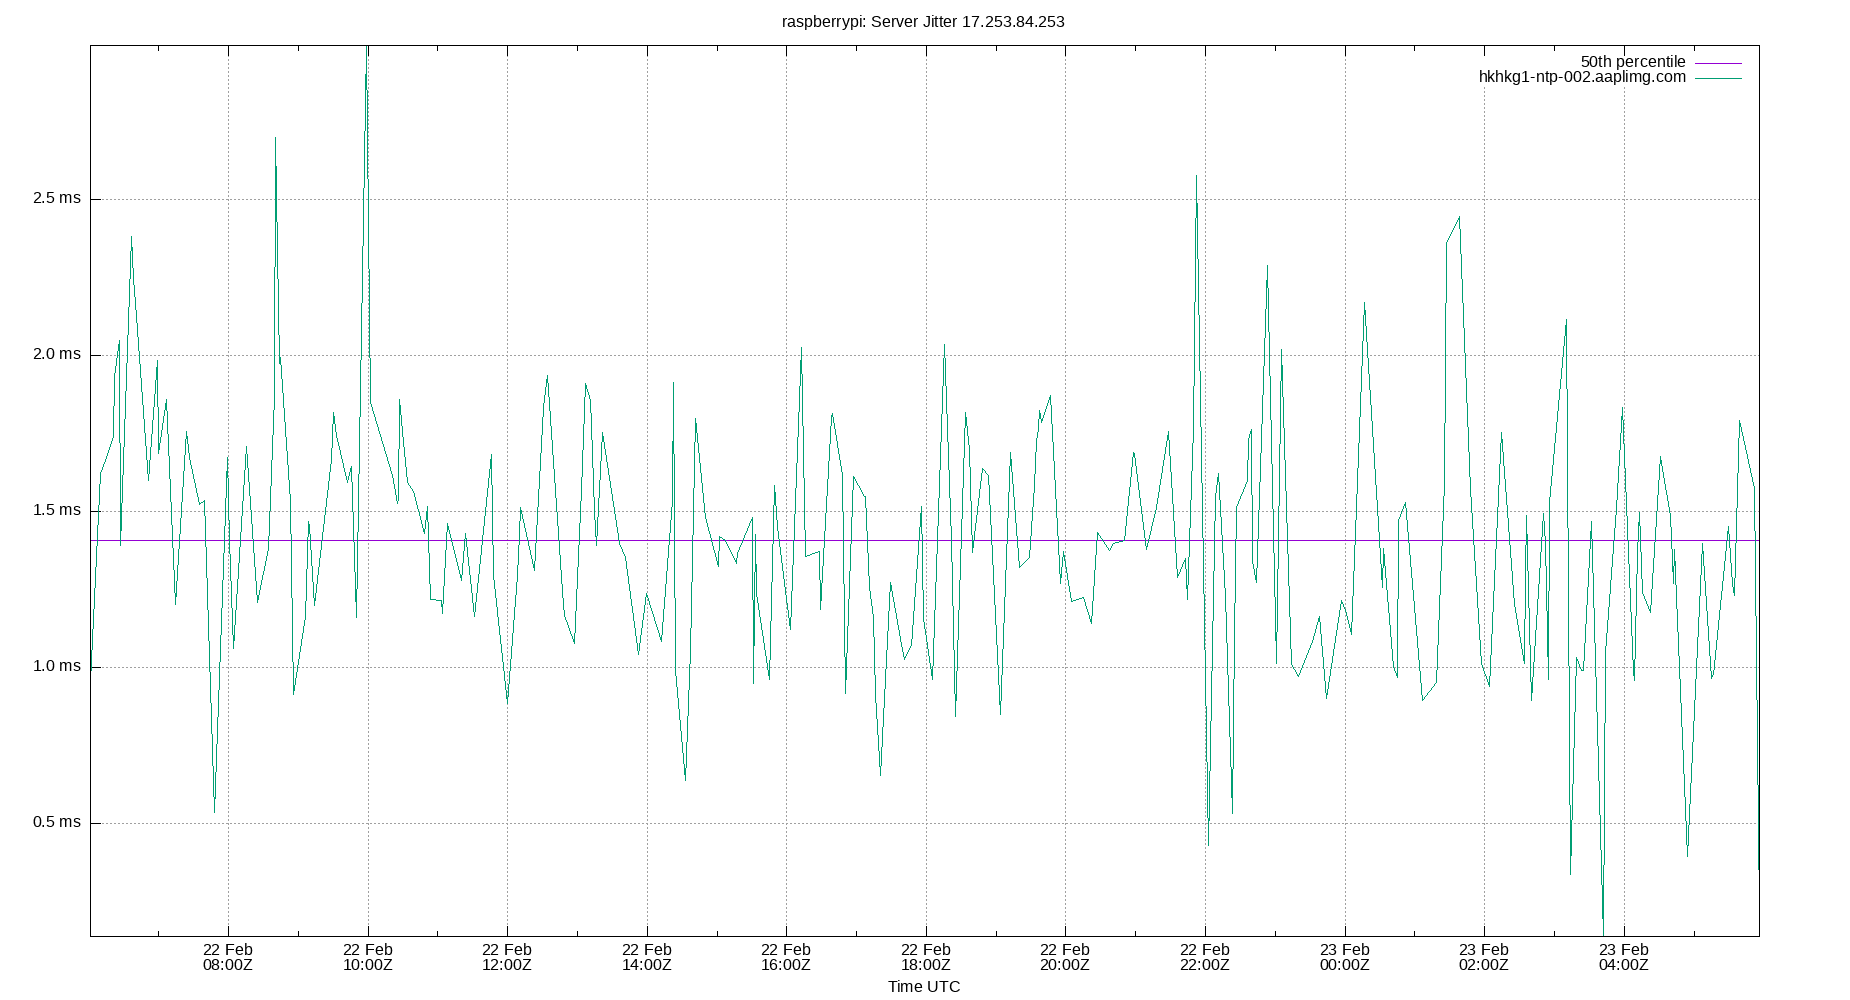 raspberrypi: Server Jitter 17.253.84.253
50th percentile
hkhkg1-ntp-002.aaplimg.com
2.5 ms
2.0 ms
1.5 ms
1.0 ms
0.5 ms
22 Feb 22 Feb 22 Feb 22 Feb 22 Feb 22 Feb 22 Feb 22 Feb 23 Feb 23 Feb 23 Feb
08:00Z 10:00Z 12:00Z 14:00Z 16:00Z 18:00Z 20:00Z 22:00Z 00:00Z 02:00Z 04:00Z
Time UTC